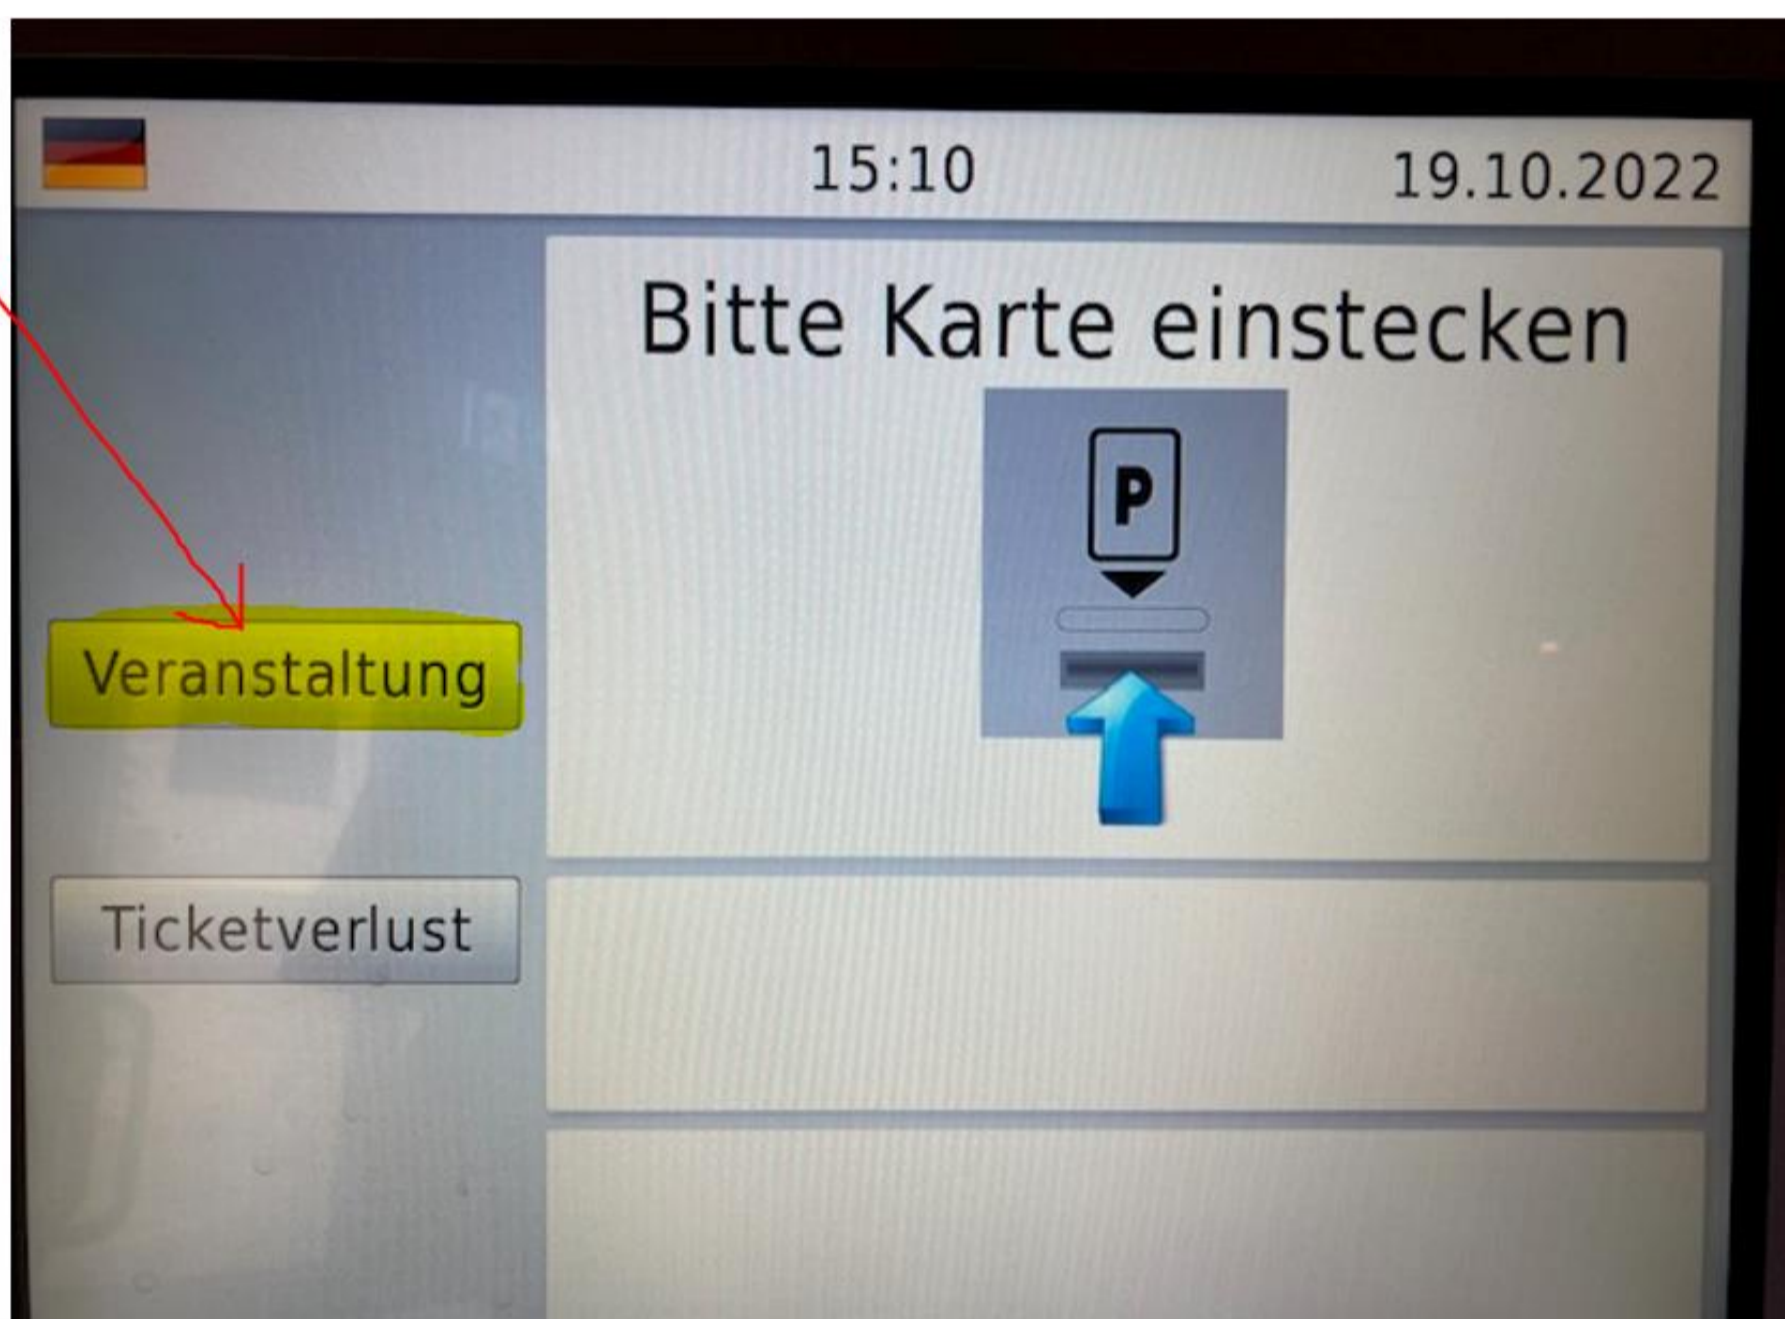 15:10
19.10.2022
Bitte Karte einstecken
P
Veranstaltung
Ticketverlust